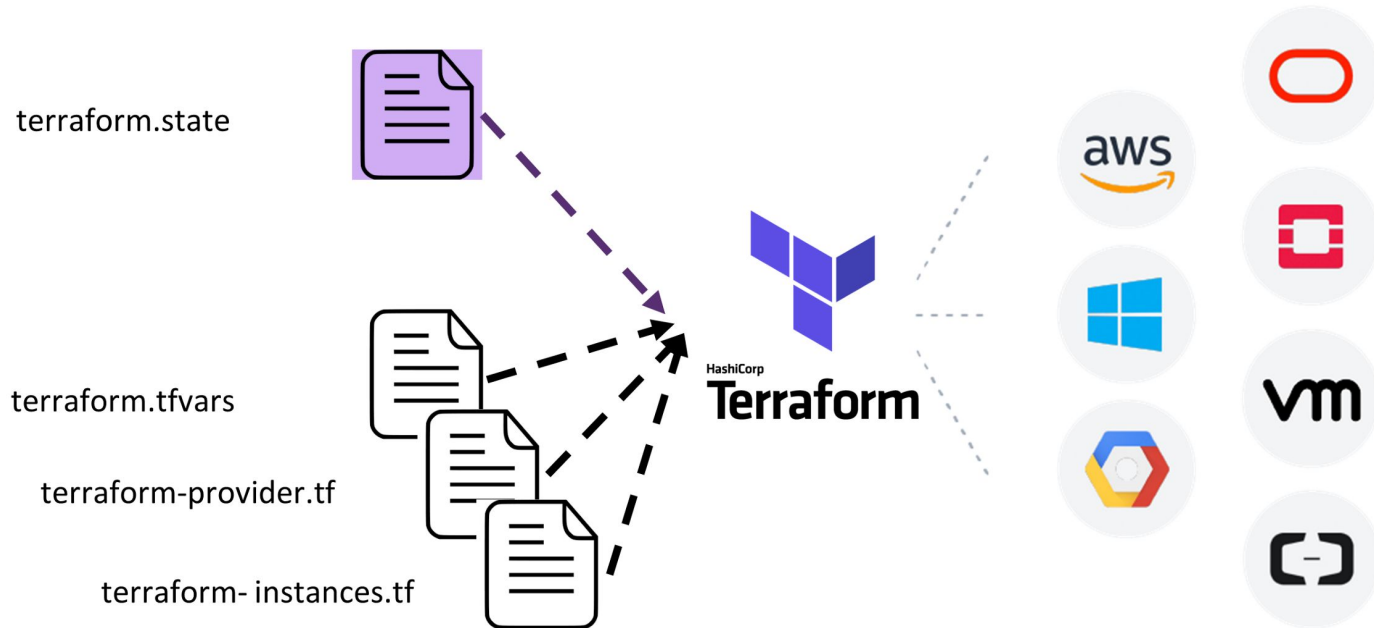 terraform.state
terraform.tfvars
terraform-provider.tf
terraform- instances.tf
HashiCorp
Terraform
aws
vm